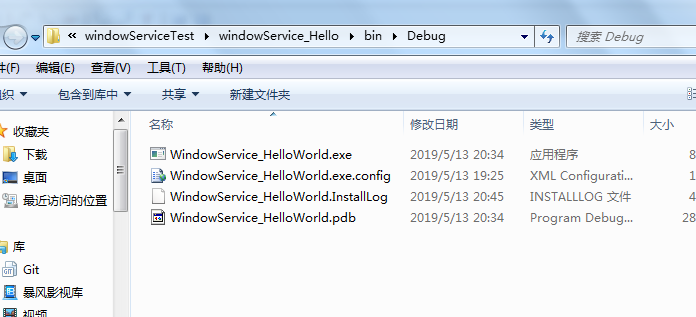 « windowServiceTest ▸ windowService_Hello ▸ bin ▸ Debug 搜索 Debug
件(F) 编辑(E) 查看(V) 工具(T) 帮助(H)
组织 包含到库中 共享 新建文件夹
名称 修改日期 类型 大小
收藏夹
下载
桌面
最近访问的位置
库
Git
暴风影视库
视频
WindowService_HelloWorld.exe 2019/5/13 20:34 应用程序 8
WindowService_HelloWorld.exe.config 2019/5/13 19:25 XML Configurati... 1
WindowService_HelloWorld.InstallLog 2019/5/13 20:45 INSTALLLOG 文件 4
WindowService_HelloWorld.pdb 2019/5/13 20:34 Program Debug... 28